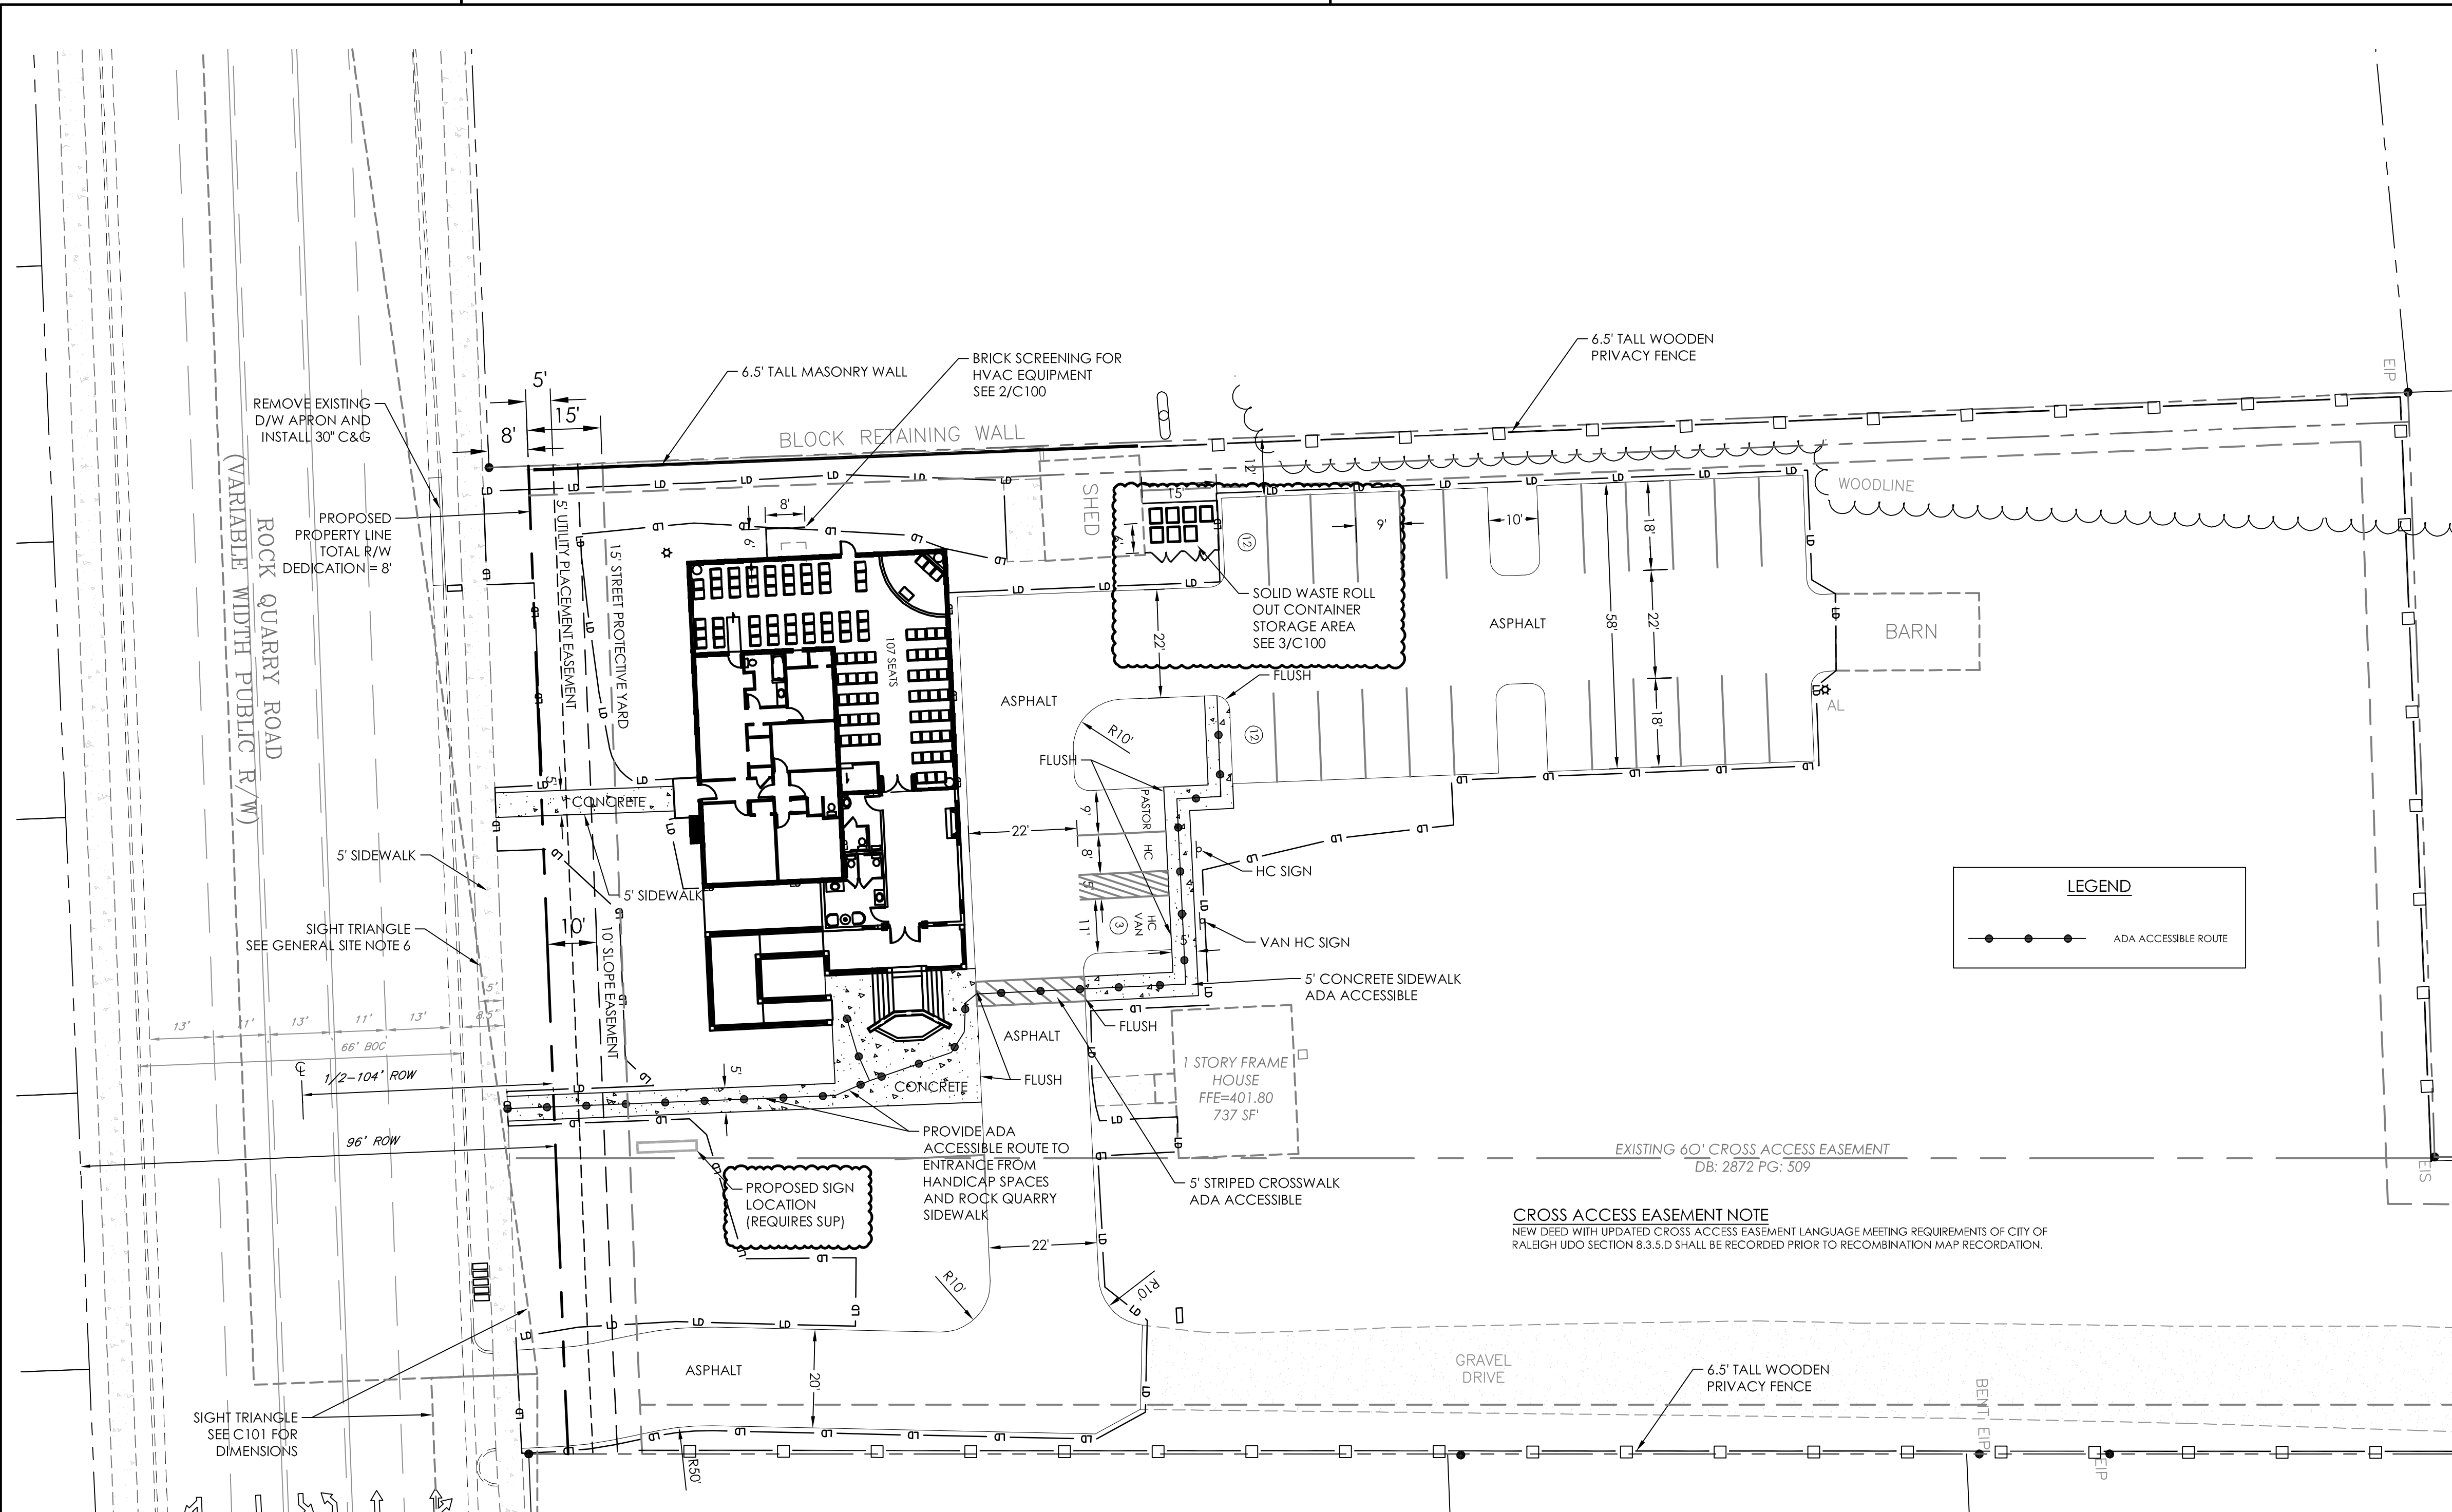 6.5' TALL WOODEN
PRIVACY FENCE
EIP
BRICK SCREENING FOR
HVAC EQUIPMENT
SEE 2/C100
6.5' TALL MASONRY WALL
5'
15'
8'
REMOVE EXISTING
D/W APRON AND
INSTALL 30" C&G
BLOCK RETAINING WALL
12'
WOODLINE
SHED
15'
8'
6'
6'
9'
10'
18'
PROPOSED
PROPERTY LINE
TOTAL R/W
DEDICATION = 8'
ROCK QUARRY ROAD
(VARIABLE WIDTH PUBLIC R/W)
5' UTILITY PLACEMENT EASEMENT
15' STREET PROTECTIVE YARD
12
SOLID WASTE ROLL
OUT CONTAINER
STORAGE AREA
SEE 3/C100
ASPHALT
58'
22'
BARN
22'
107 SEATS
FLUSH
ASPHALT
18'
AL
R10'
12
FLUSH
5'
CONCRETE
PASTOR
9'
22'
HC
8'
5' SIDEWALK
5' SIDEWALK
HC SIGN
5'
LEGEND
ADA ACCESSIBLE ROUTE
SIGHT TRIANGLE
SEE GENERAL SITE NOTE 6
10'
10' SLOPE EASEMENT
11'
3
HC
VAN
5'
VAN HC SIGN
5' CONCRETE SIDEWALK
ADA ACCESSIBLE
5'
13'
11'
13'
11'
13'
8.5'
66' BOC
ASPHALT
FLUSH
1/2-104' ROW
5'
CONCRETE
FLUSH
1 STORY FRAME
HOUSE
FFE=401.80
737 SF'
96' ROW
PROVIDE ADA
ACCESSIBLE ROUTE TO
ENTRANCE FROM
HANDICAP SPACES
AND ROCK QUARRY
SIDEWALK
EXISTING 60' CROSS ACCESS EASEMENT
DB: 2872 PG: 509
EIS
PROPOSED SIGN
LOCATION
(REQUIRES SUP)
5' STRIPED CROSSWALK
ADA ACCESSIBLE
CROSS ACCESS EASEMENT NOTE
NEW DEED WITH UPDATED CROSS ACCESS EASEMENT LANGUAGE MEETING REQUIREMENTS OF CITY OF
RALEIGH UDO SECTION 8.3.5.D SHALL BE RECORDED PRIOR TO RECOMBINATION MAP RECORDATION.
22'
R10'
R10'
ASPHALT
20'
GRAVEL
DRIVE
6.5' TALL WOODEN
PRIVACY FENCE
SIGHT TRIANGLE
SEE C101 FOR
DIMENSIONS
R50'
BENT EIP
EIP